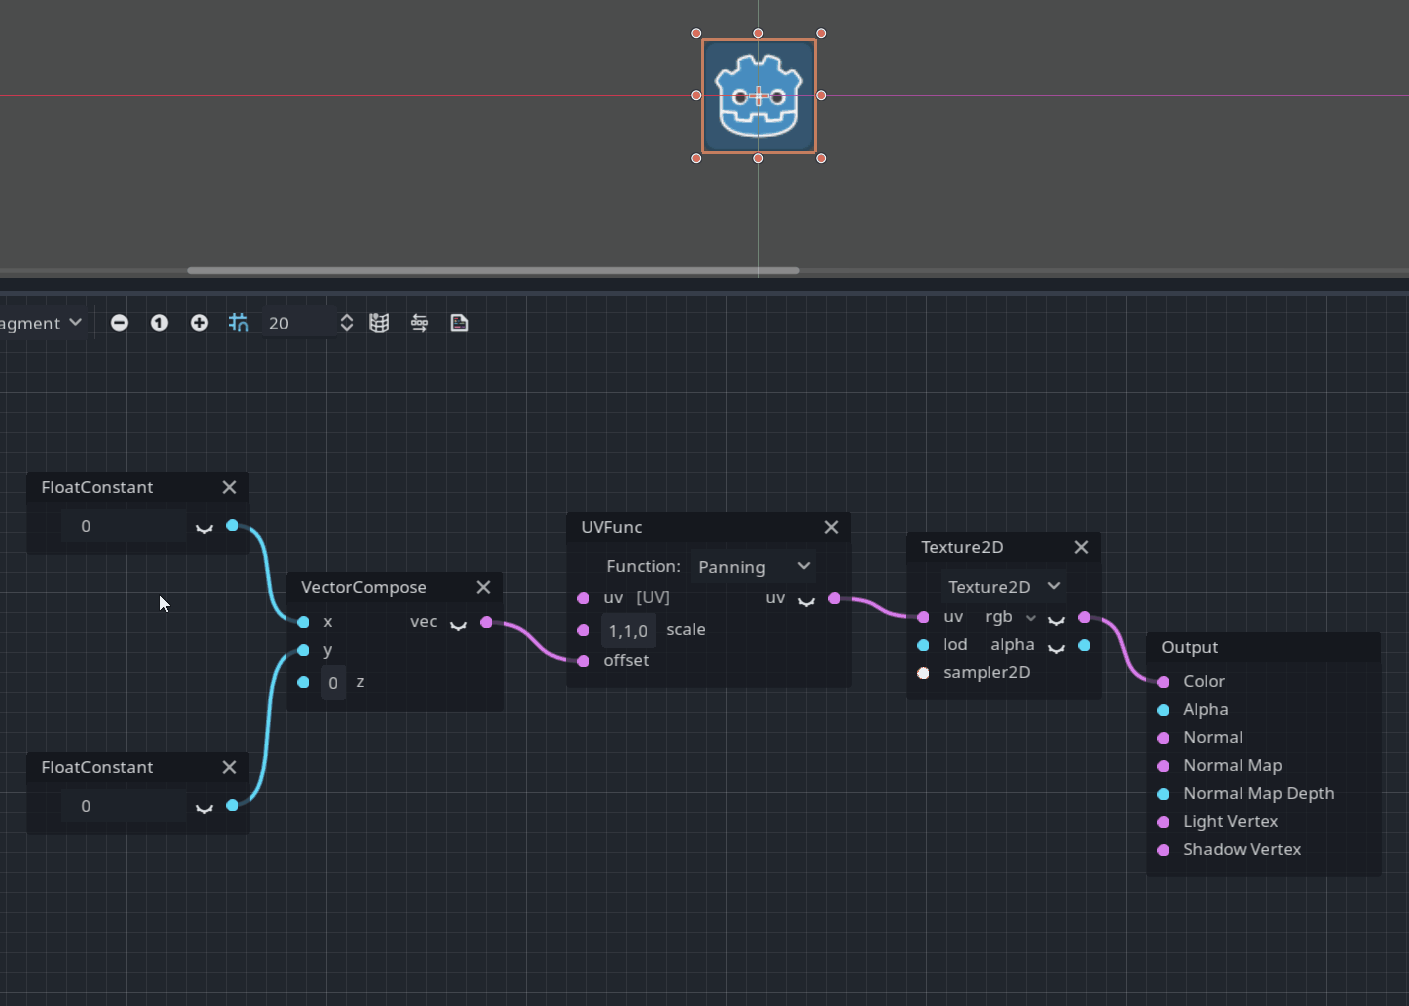 agment
1
20
FloatConstant
0
VectorCompose
x vec
y
0 z
FloatConstant
0
UVFunc
Function: Panning
uv [UV] uv
1,1,0 scale
offset
Texture2D
Texture2D
uv rgb
lod alpha
sampler2D
Output
Color
Alpha
Normal
Normal Map
Normal Map Depth
Light Vertex
Shadow Vertex